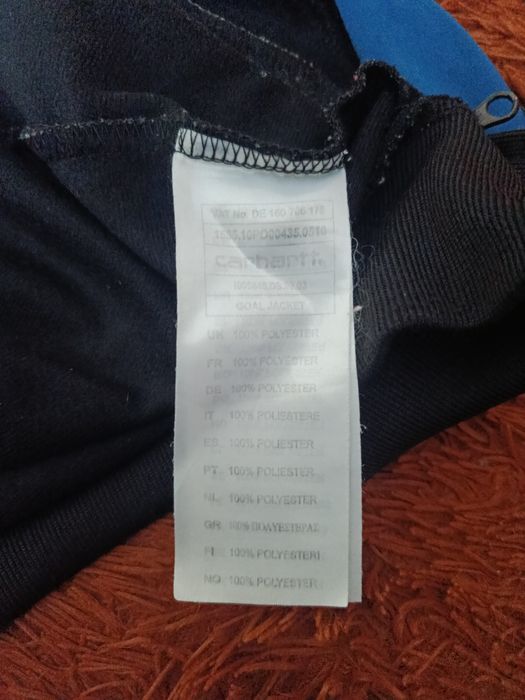 VAT No DE 160 706 178
carhartt
GOAL JACKET
UK 100% POLYESTER
FR 100% POLYESTER
DE 100% POLYESTER
IT 100% POLIESTERE
ES 100% POLIESTER
PT 100% POLIESTER
NL 100% POLYESTER
GR 100% ΠΟΛΥΕΣΤΕΡΑΣ
FI 100% POLYESTERI
NO 100% POLYESTER